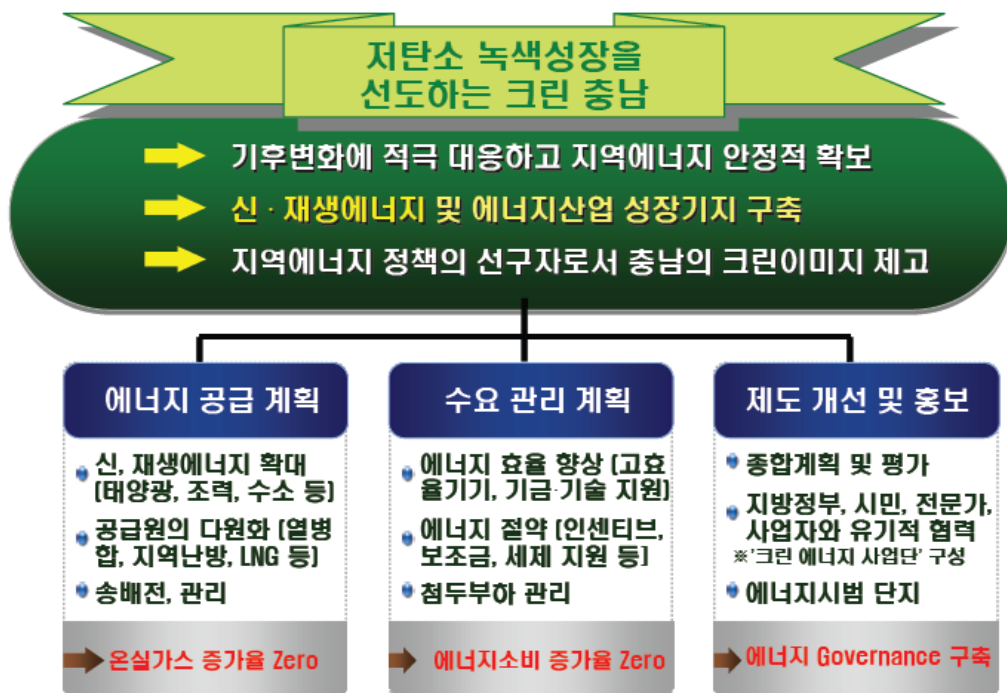 저탄소 녹색성장을
선도하는 크린 충남
기후변화에 적극 대응하고 지역에너지 안정적 확보
신 · 재생에너지 및 에너지산업 성장기지 구축
지역에너지 정책의 선구자로서 충남의 크린이미지 제고
에너지 공급 계획
신, 재생에너지 확대
(태양광, 조력, 수소 등)
공급원의 다원화 (열병
합, 지역난방, LNG 등)
송배전, 관리
온실가스 증가율 Zero
수요 관리 계획
에너지 효율 향상 (고효
율기기, 기금·기술 지원)
에너지 절약 (인센티브,
보조금, 세제 지원 등)
첨두부하 관리
에너지소비 증가율 Zero
제도 개선 및 홍보
종합계획 및 평가
지방정부, 시민, 전문가,
사업자와 유기적 협력
※'크린 에너지 사업단' 구성
에너지시범 단지
에너지 Governance 구축